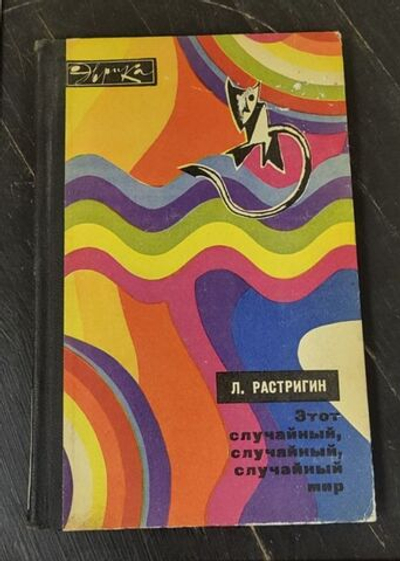 Эврика
Л. РАСТРИГИН
Этот
случайный,
случайный,
случайный
мир